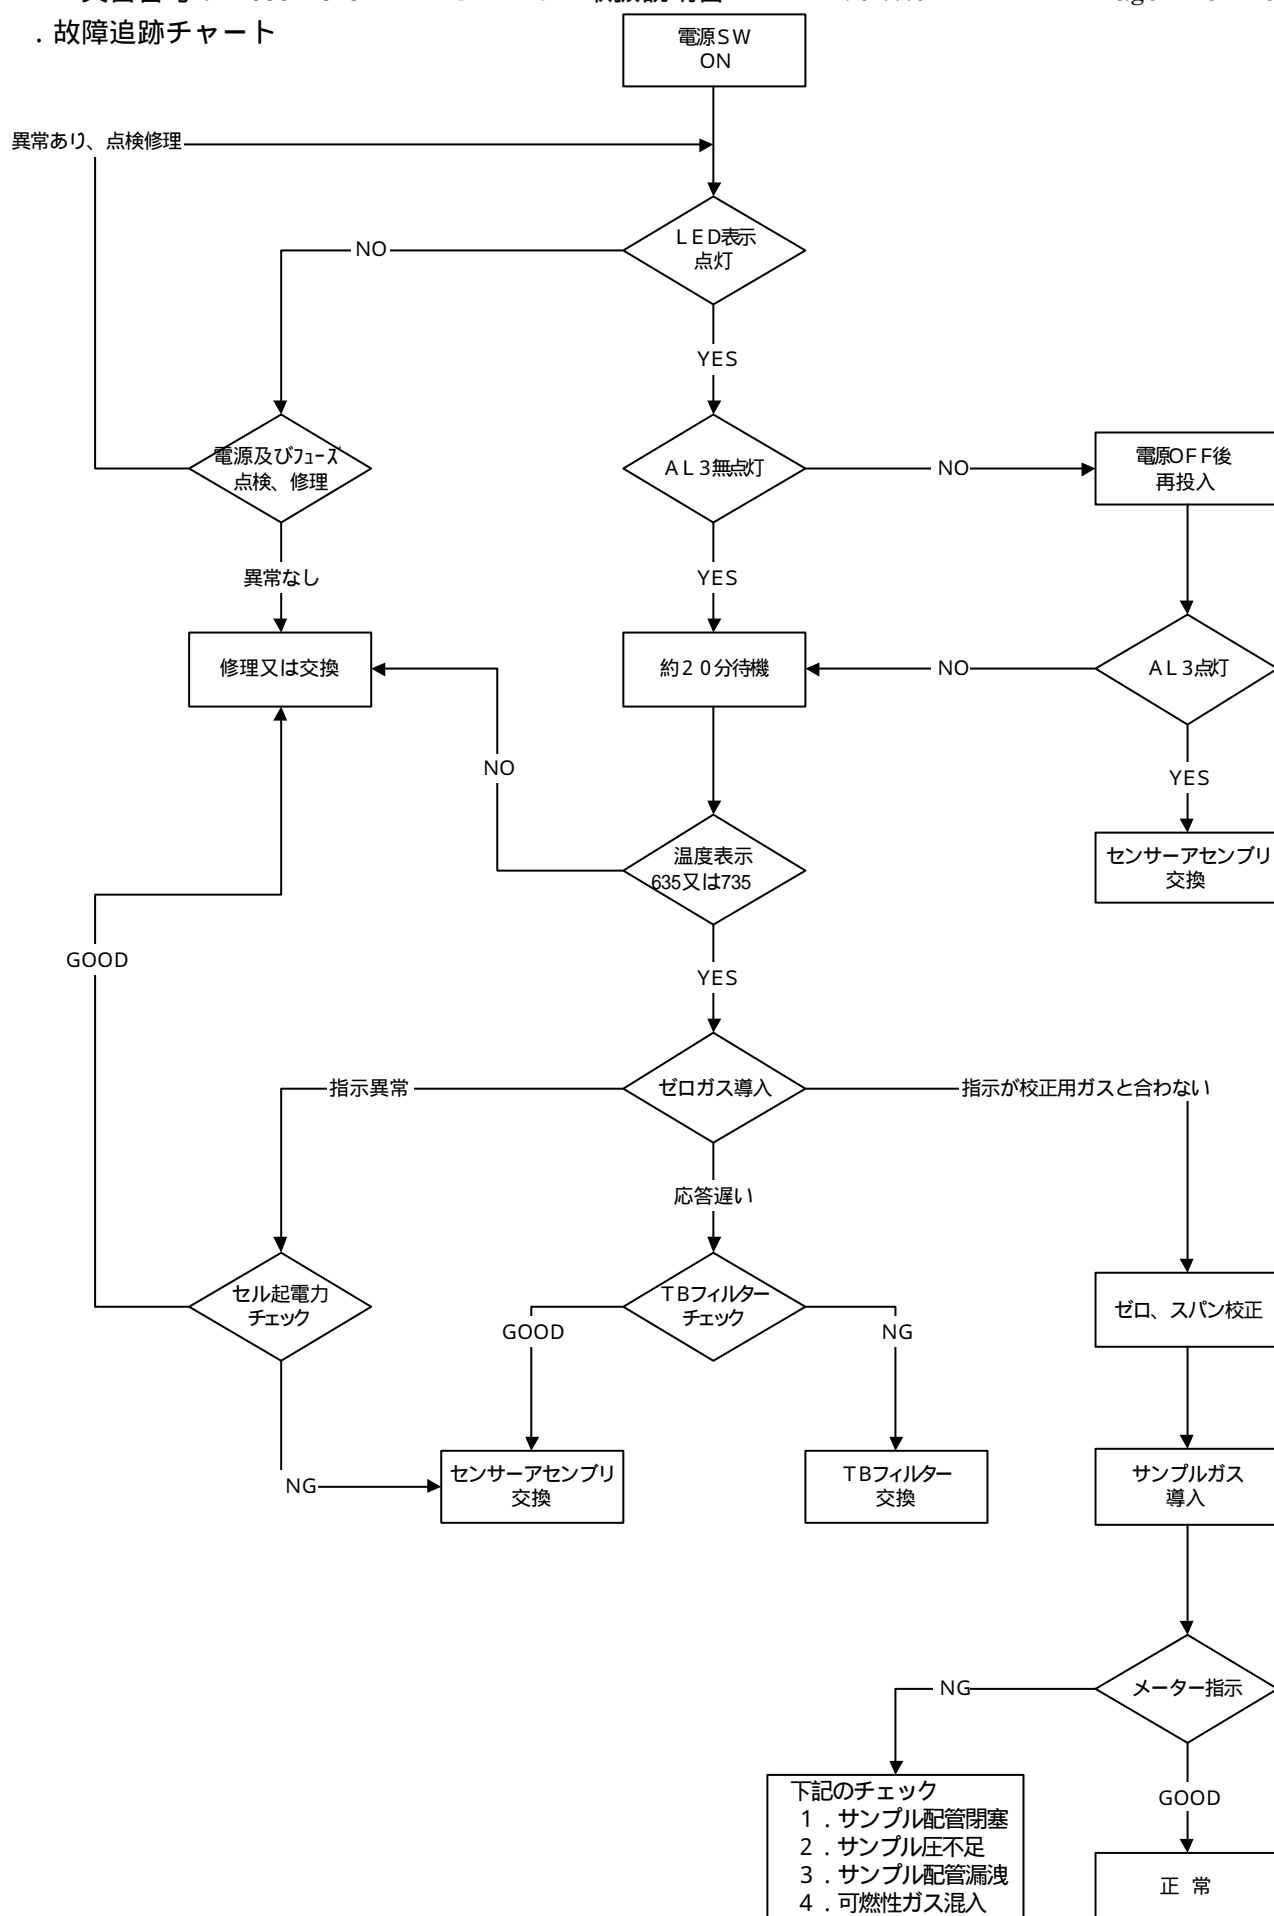 . 故障追跡チャート
電源SW
ON
異常あり、点検修理
LED表示
点灯
NO
YES
電源及びﾌｭｰｽﾞ
点検、修理
AL3無点灯
NO
電源OFF後
再投入
異常なし
YES
修理又は交換
約20分待機
NO
AL3点灯
NO
YES
温度表示
635又は735
センサーアセンブリ
交換
GOOD
YES
指示異常
ゼロガス導入
指示が校正用ガスと合わない
応答遅い
セル起電力
チェック
TBフィルター
チェック
ゼロ、スパン校正
GOOD
NG
NG
センサーアセンブリ
交換
TBフィルター
交換
サンプルガス
導入
NG
メーター指示
下記のチェック
1.サンプル配管閉塞
2.サンプル圧不足
3.サンプル配管漏洩
4.可燃性ガス混入
GOOD
正 常